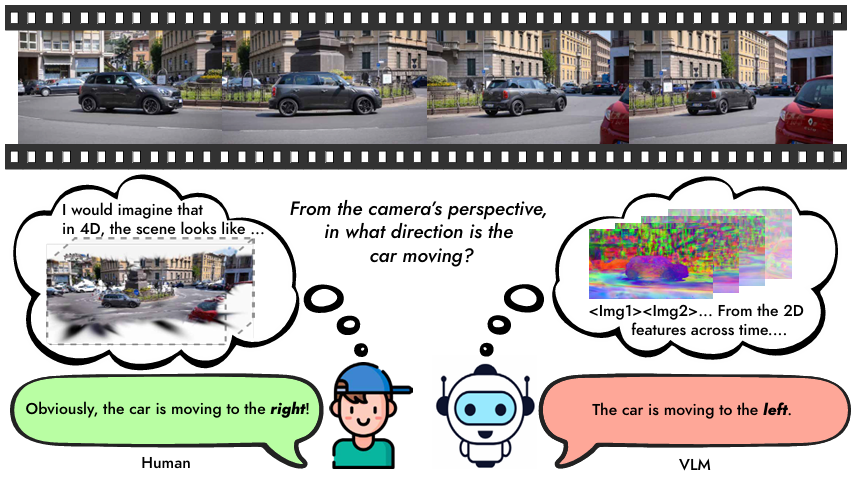 I would imagine that
in 4D, the scene looks like ...
From the camera's perspective,
in what direction is the
car moving?
<Img1><Img2>... From the 2D
features across time....
Obviously, the car is moving to the right!
The car is moving to the left.
Human
VLM